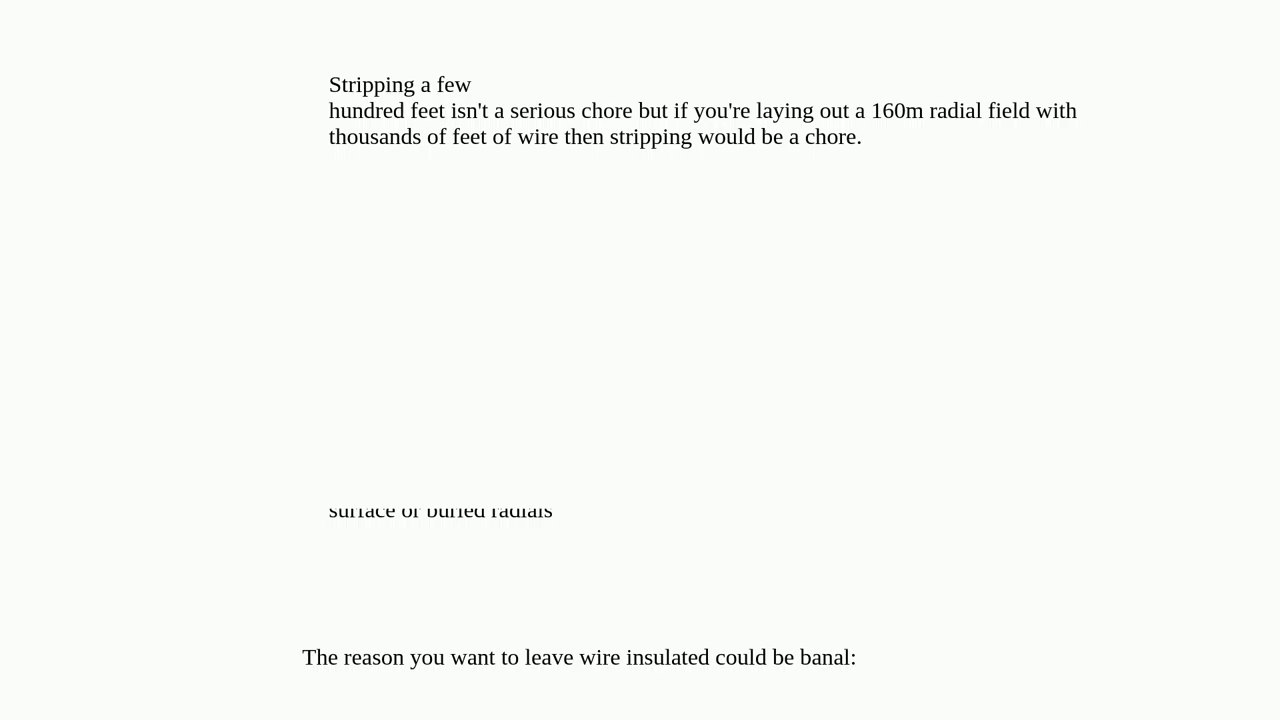 Stripping a few
hundred feet isn't a serious chore but if you're laying out a 160m radial field with
thousands of feet of wire then stripping would be a chore.
surface or buried radials
The reason you want to leave wire insulated could be banal: